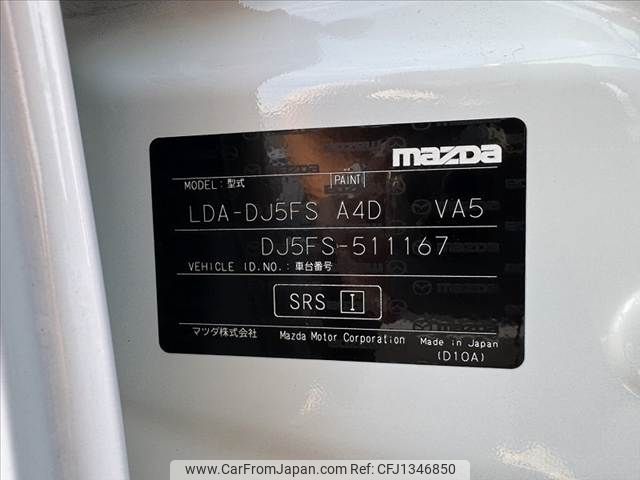 mazda
MODEL:型式 PAINT
LDA-DJ5FS A4D VA5
DJ5FS-511167
VEHICLE ID.NO.:車台番号
SRS I
マツダ株式会社 Mazda Motor Corporation Made in Japan
(D10A)
www.CarFromJapan.com | CarFromJapan Ref. CFJ1346850